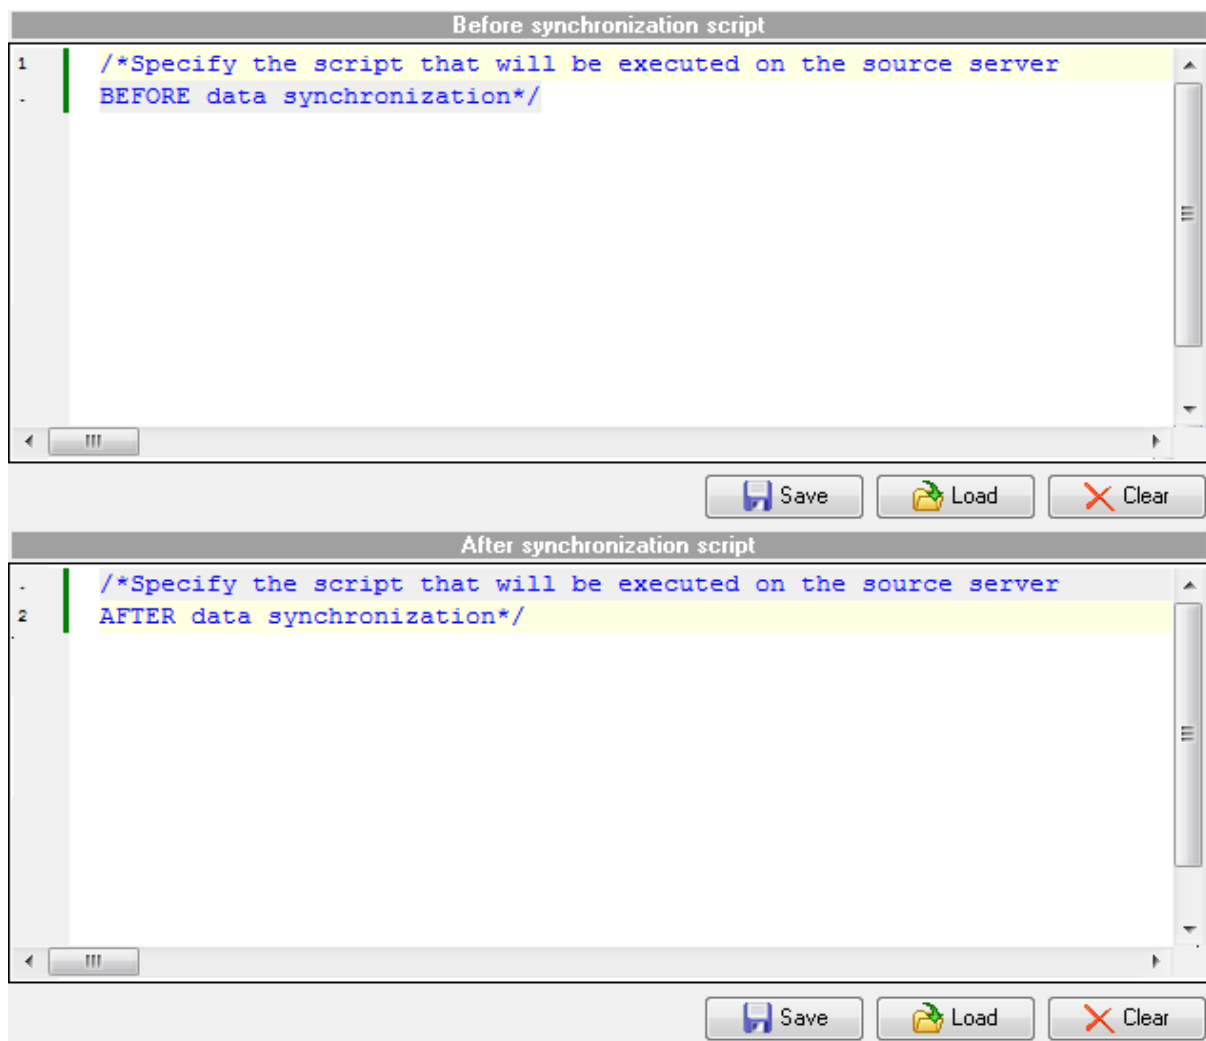 Before synchronization script
1 /*Specify the script that will be executed on the source server
. BEFORE data synchronization*/
Save Load Clear
After synchronization script
. /*Specify the script that will be executed on the source server
2 AFTER data synchronization*/
.
Save Load Clear